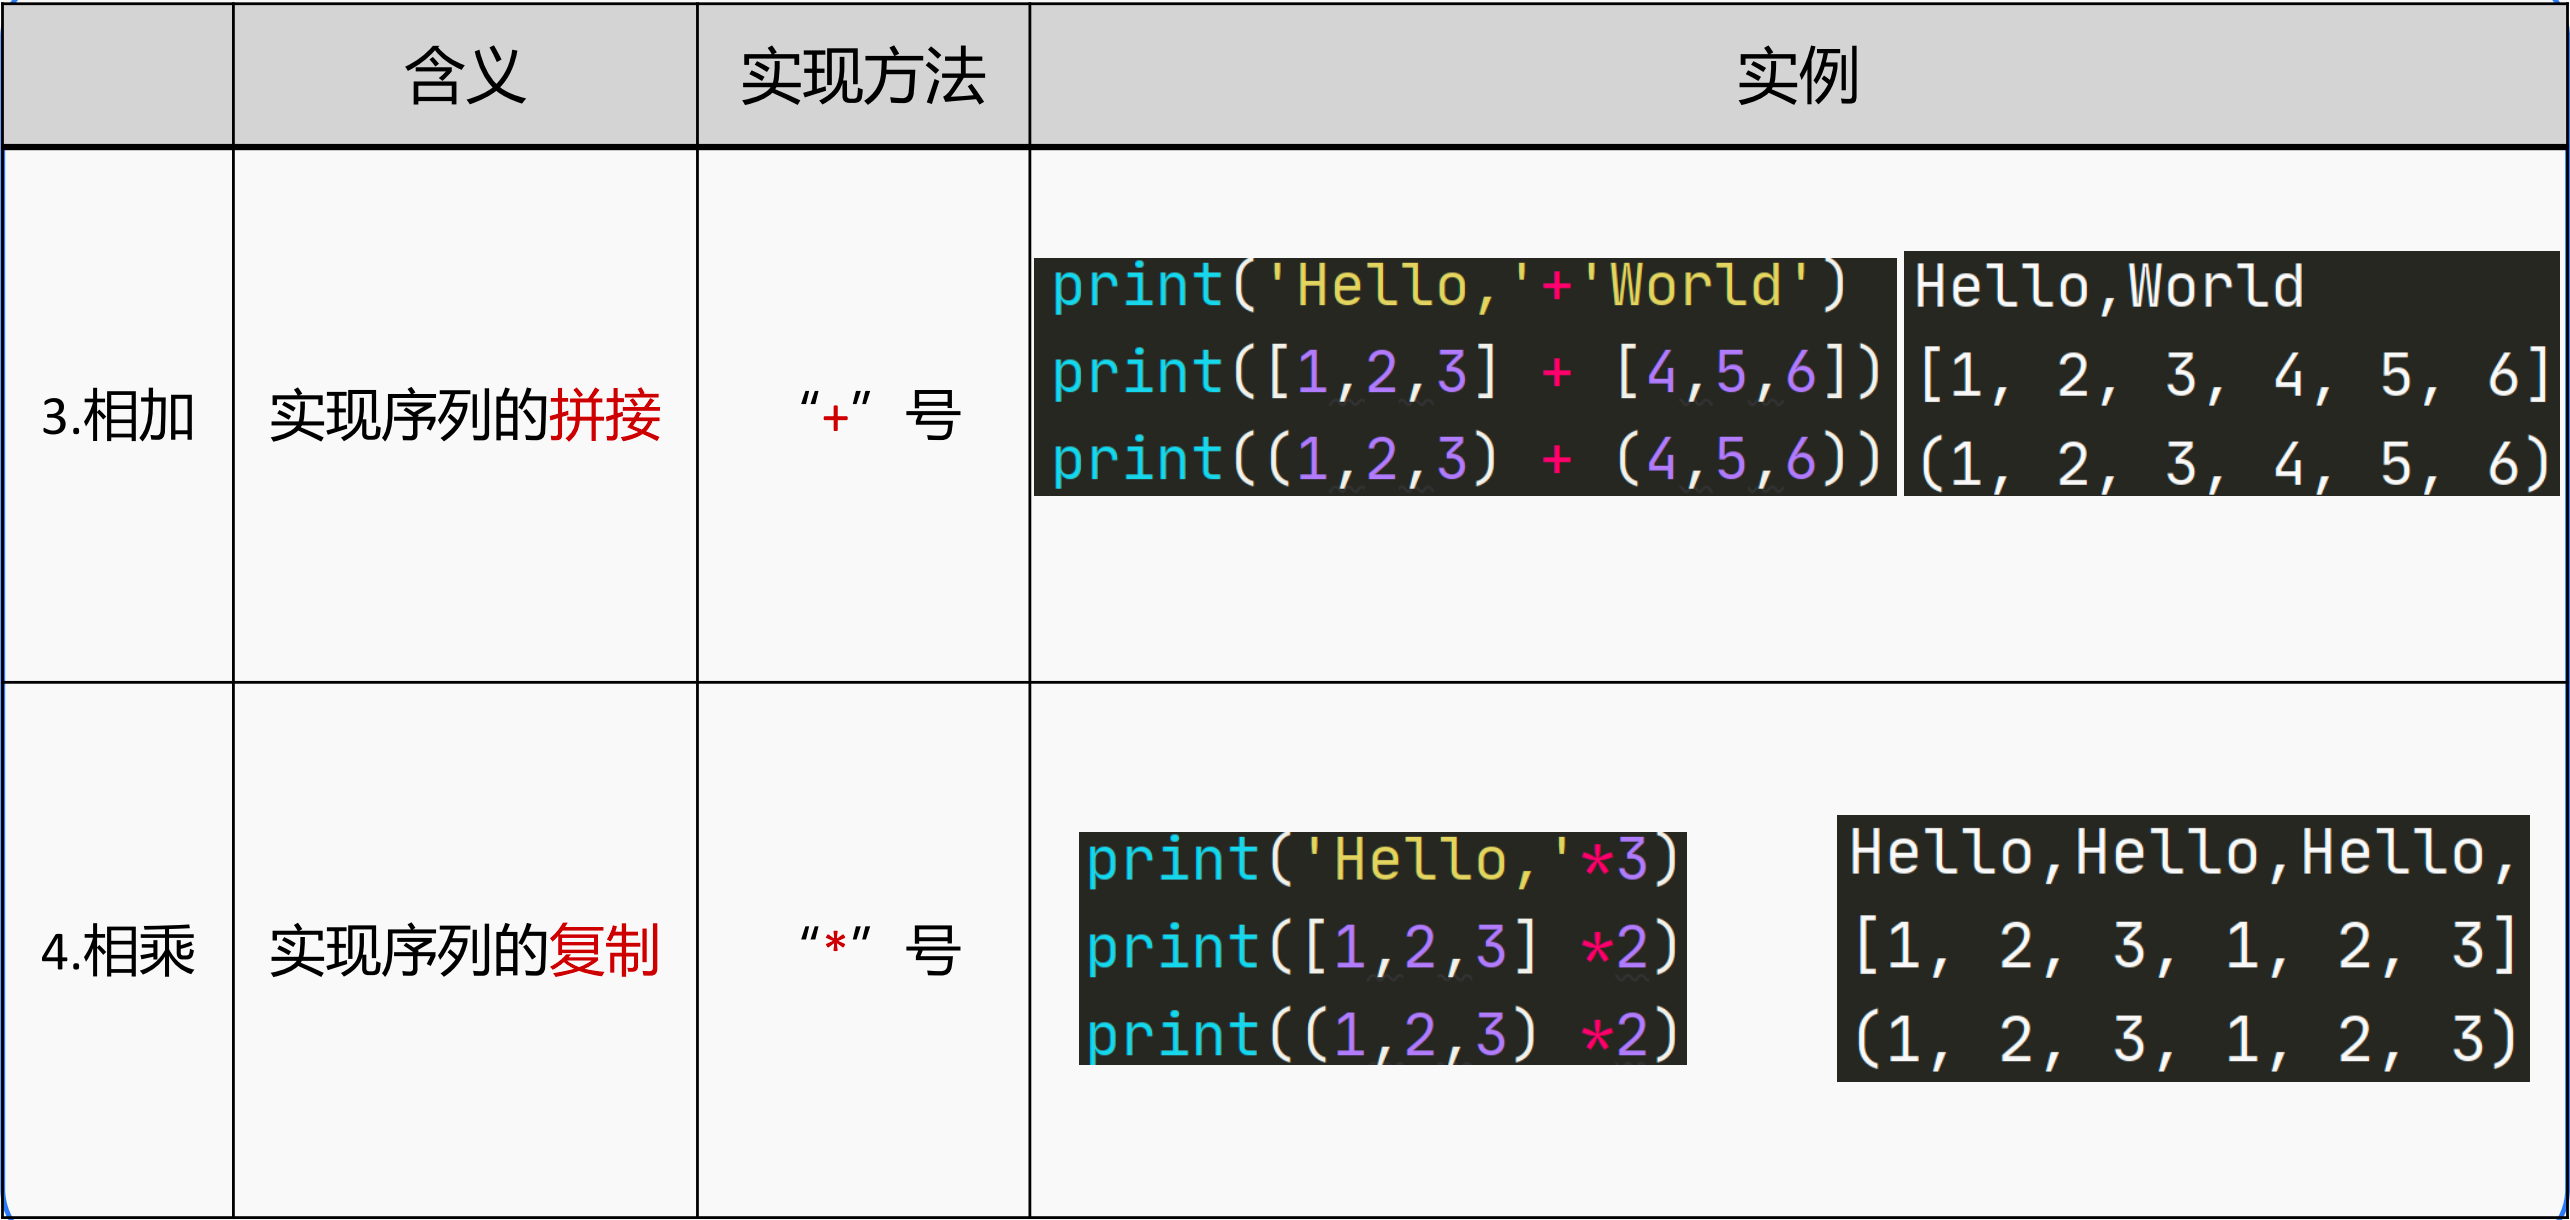 含义
实现方法
实例
3.相加
实现序列的拼接
“+” 号
print('Hello,'+'World')
print([1,2,3] + [4,5,6])
print((1,2,3) + (4,5,6))
Hello,World
[1, 2, 3, 4, 5, 6]
(1, 2, 3, 4, 5, 6)
4.相乘
实现序列的复制
“*” 号
print('Hello,'*3)
print([1,2,3] *2)
print((1,2,3) *2)
Hello,Hello,Hello,
[1, 2, 3, 1, 2, 3]
(1, 2, 3, 1, 2, 3)